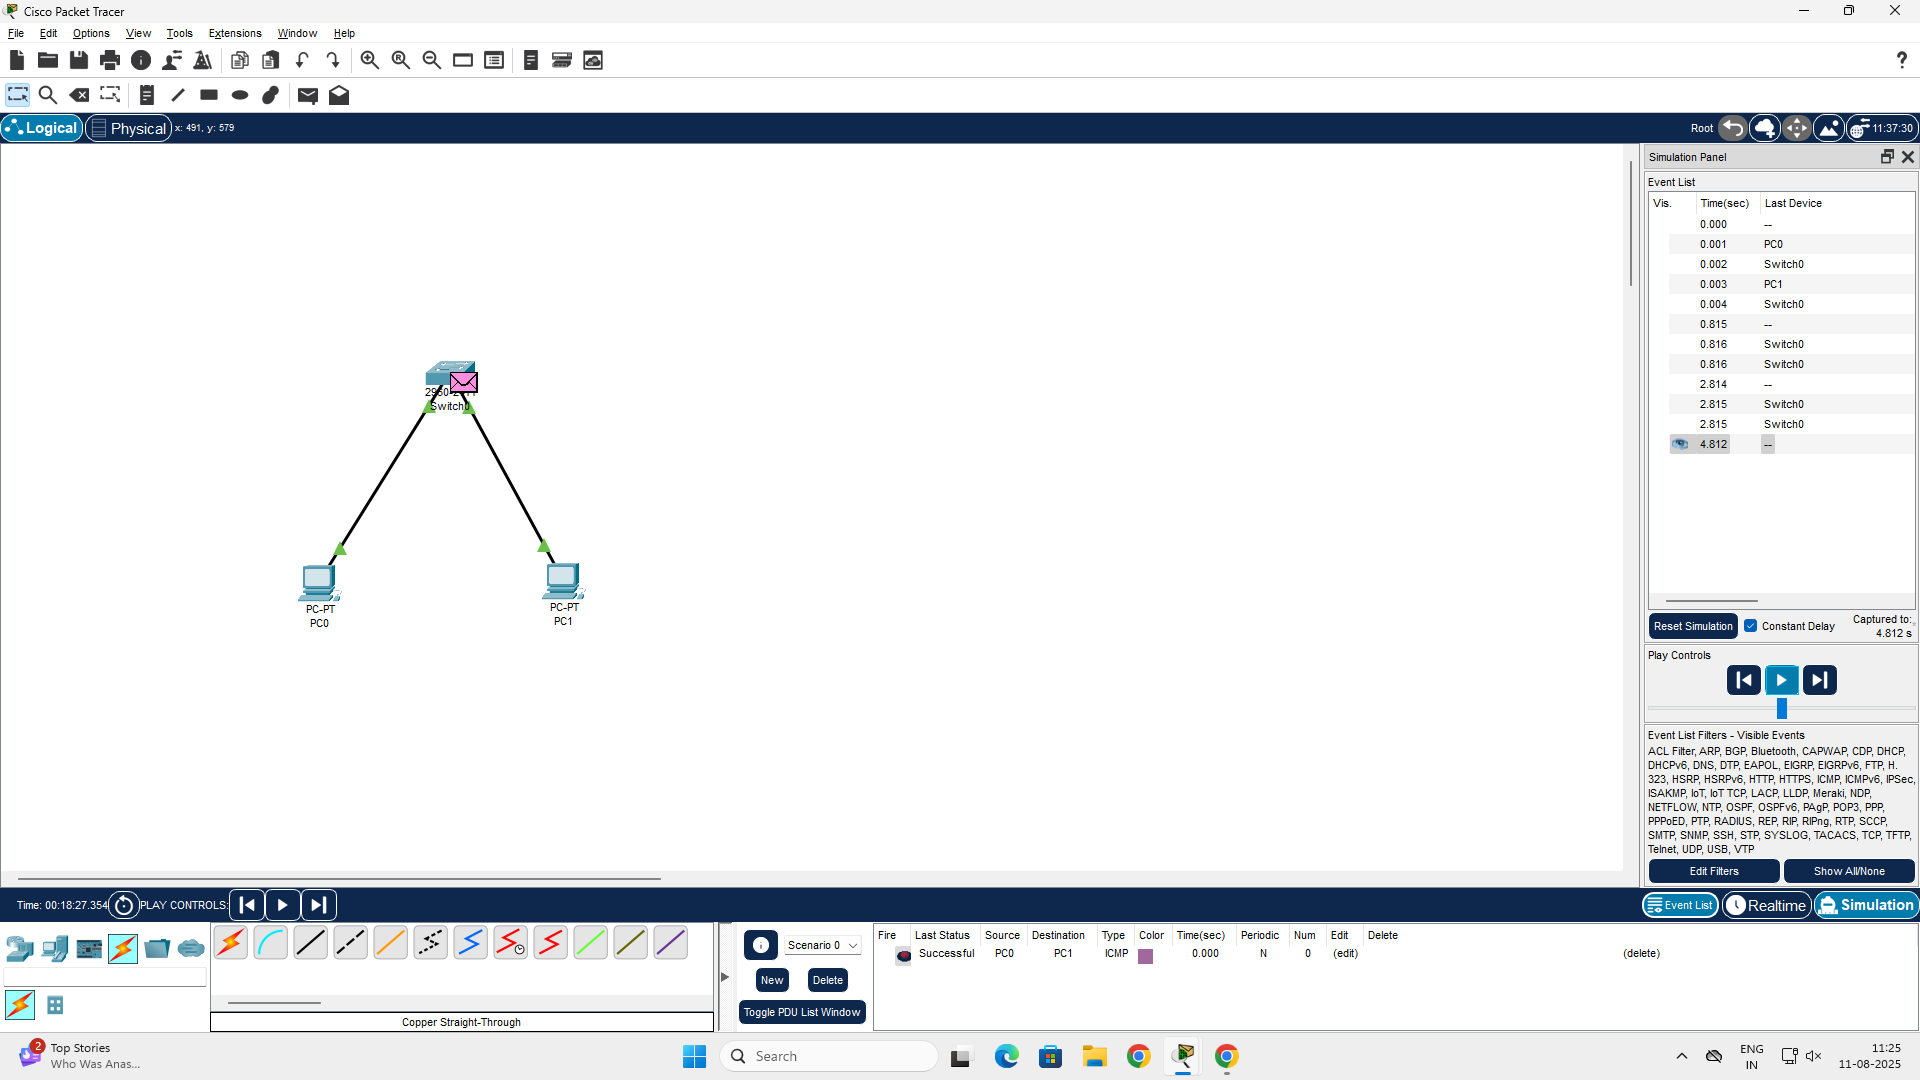 Cisco Packet Tracer
File Edit Options View Tools Extensions Window Help
Logical Physical x: 491, y: 579 Root 11:37:30
Simulation Panel
Event List
Vis. Time(sec) Last Device
0.000 --
0.001 PC0
0.002 Switch0
0.003 PC1
0.004 Switch0
0.815 --
0.816 Switch0
0.816 Switch0
2.814 --
2.815 Switch0
2.815 Switch0
4.812 --
Switch0
PC-PT
PC0
PC-PT
PC1
Reset Simulation Constant Delay Captured to:
4.812 s
Play Controls
Event List Filters - Visible Events
ACL Filter, ARP, BGP, Bluetooth, CAPWAP, CDP, DHCP,
DHCPv6, DNS, DTP, EAPOL, EIGRP, EIGRPv6, FTP, H.
323, HSRP, HSRPv6, HTTP, HTTPS, ICMP, ICMPv6, IPSec,
ISAKMP, IoT, IoT TCP, LACP, LLDP, Meraki, NDP,
NETFLOW, NTP, OSPF, OSPFv6, PAgP, POP3, PPP,
PPPoED, PTP, RADIUS, REP, RIP, RIPng, RTP, SCCP,
SMTP, SNMP, SSH, STP, SYSLOG, TACACS, TCP, TFTP,
Telnet, UDP, USB, VTP
Edit Filters Show All/None
Time: 00:18:27.354 PLAY CONTROLS: Event List Realtime Simulation
Scenario 0
New Delete
Toggle PDU List Window
Fire Last Status Source Destination Type Color Time(sec) Periodic Num Edit Delete
Successful PC0 PC1 ICMP 0.000 N 0 (edit) (delete)
Copper Straight-Through
2 Top Stories
Who Was Anas...
Search
ENG
IN
11:25
11-08-2025